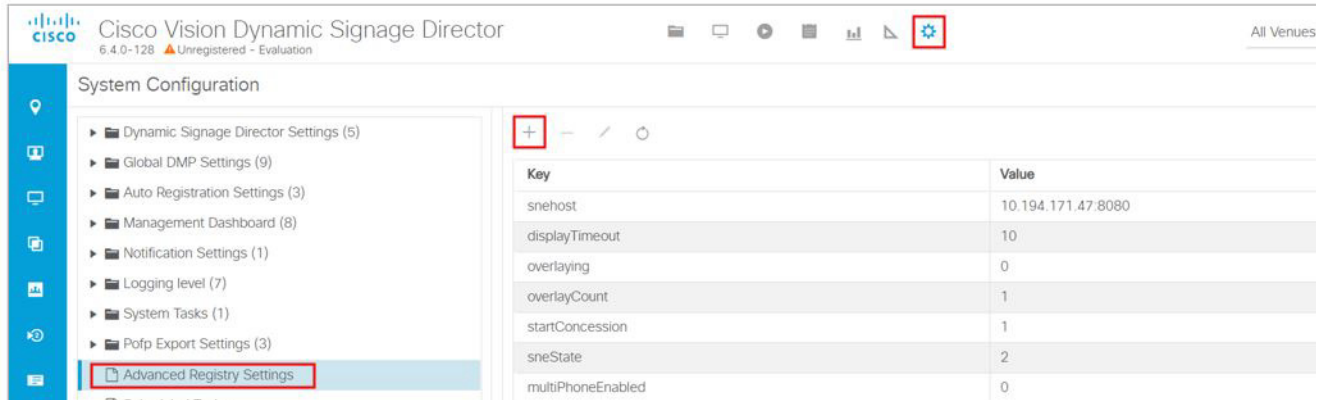 CISCO
Cisco Vision Dynamic Signage Director
6.4.0-128 Unregistered - Evaluation
All Venues
System Configuration
Dynamic Signage Director Settings (5)
Global DMP Settings (9)
Auto Registration Settings (3)
Management Dashboard (8)
Notification Settings (1)
Logging level (7)
System Tasks (1)
Pofp Export Settings (3)
Advanced Registry Settings
Key Value
snehost 10.194.171.47:8080
displayTimeout 10
overlaying 0
overlayCount 1
startConcession 1
sneState 2
multiPhoneEnabled 0